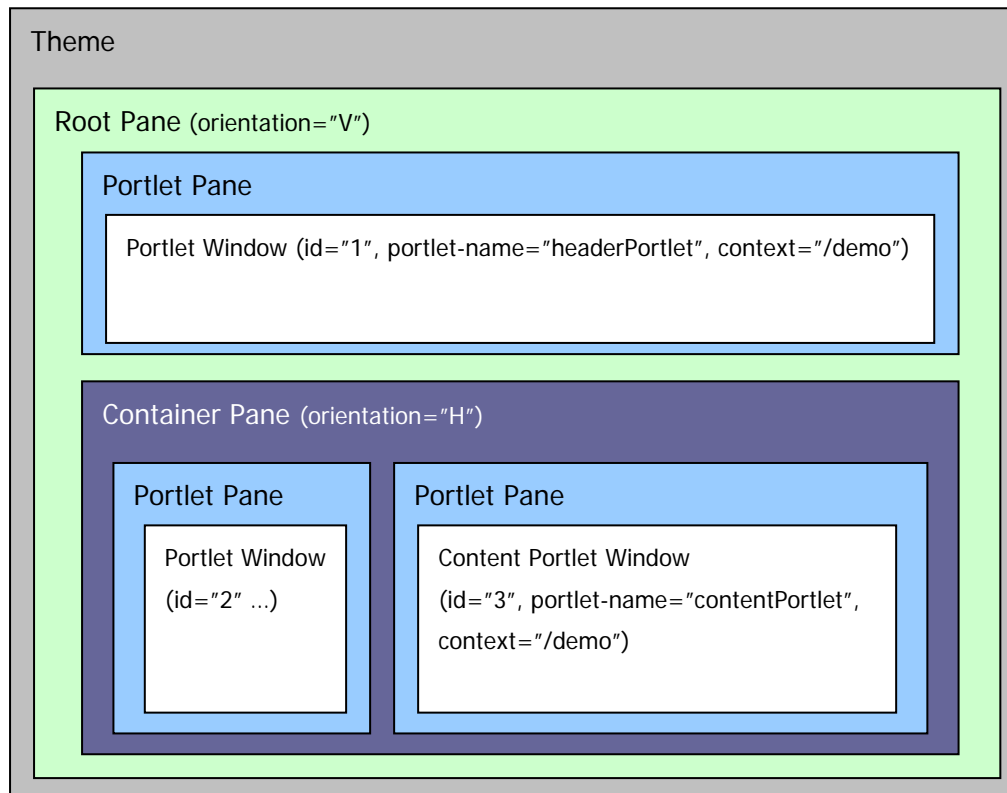 Theme
Root Pane (orientation="V")
Portlet Pane
Portlet Window (id="1", portlet-name="headerPortlet", context="/demo")
Container Pane (orientation="H")
Portlet Pane
Portlet Window
(id="2" ...)
Portlet Pane
Content Portlet Window
(id="3", portlet-name="contentPortlet",
context="/demo")